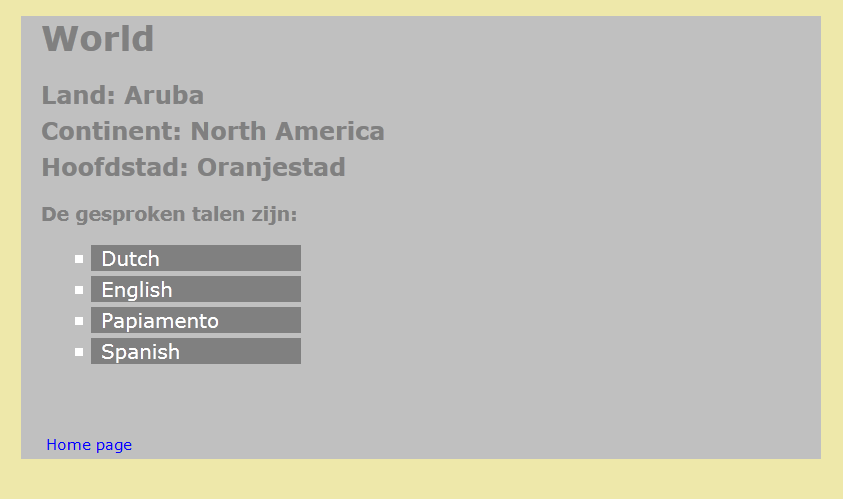 World
Land: Aruba
Continent: North America
Hoofdstad: Oranjestad
De gesproken talen zijn:
Dutch
English
Papiamento
Spanish
Home page